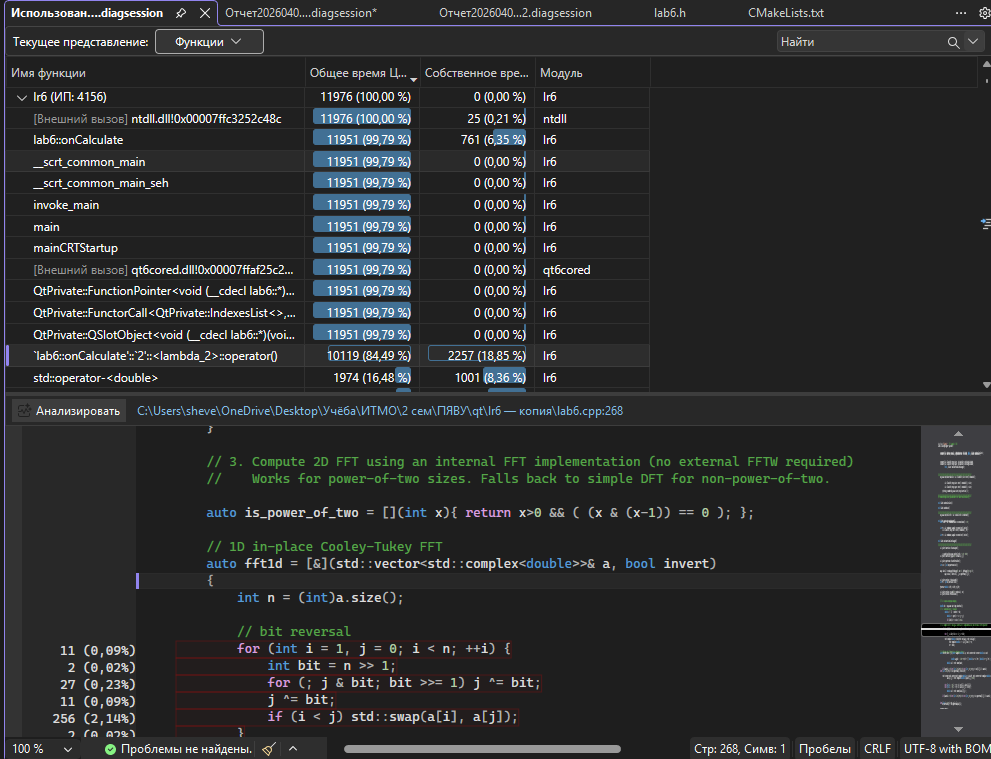 Использован....diagsession Отчет2026040....diagsession* Отчет2026040...2.diagsession lab6.h CMakeLists.txt
Текущее представление: Функции Найти
Имя функции Общее время Ц... Собственное вре... Модуль
lr6 (ИП: 4156) 11976 (100,00 %) 0 (0,00 %) lr6
[Внешний вызов] ntdll.dll!0x00007ffc3252c48c 11976 (100,00 %) 25 (0,21 %) ntdll
lab6::onCalculate 11951 (99,79 %) 761 (6,35 %) lr6
__scrt_common_main 11951 (99,79 %) 0 (0,00 %) lr6
__scrt_common_main_seh 11951 (99,79 %) 0 (0,00 %) lr6
invoke_main 11951 (99,79 %) 0 (0,00 %) lr6
main 11951 (99,79 %) 0 (0,00 %) lr6
mainCRTStartup 11951 (99,79 %) 0 (0,00 %) lr6
[Внешний вызов] qt6cored.dll!0x00007ffaf25c2... 11951 (99,79 %) 0 (0,00 %) qt6cored
QtPrivate::FunctionPointer<void (__cdecl lab6::*)... 11951 (99,79 %) 0 (0,00 %) lr6
QtPrivate::FunctorCall<QtPrivate::IndexesList<>,... 11951 (99,79 %) 0 (0,00 %) lr6
QtPrivate::QSlotObject<void (__cdecl lab6::*)(voi... 11951 (99,79 %) 0 (0,00 %) lr6
`lab6::onCalculate'::`2'::<lambda_2>::operator() 10119 (84,49 %) 2257 (18,85 %) lr6
std::operator-<double> 1974 (16,48 %) 1001 (8,36 %) lr6
Анализировать C:\Users\sheve\OneDrive\Desktop\Учёба\ИТМО\2 сем\ПЯВУ\qt\lr6 — копия\lab6.cpp:268
}
// 3. Compute 2D FFT using an internal FFT implementation (no external FFTW required)
//    Works for power-of-two sizes. Falls back to simple DFT for non-power-of-two.
auto is_power_of_two = [](int x){ return x>0 && ( (x & (x-1)) == 0 ); };
// 1D in-place Cooley-Tukey FFT
auto fft1d = [&](std::vector<std::complex<double>>& a, bool invert)
{
int n = (int)a.size();
// bit reversal
11 (0,09%) for (int i = 1, j = 0; i < n; ++i) {
2 (0,02%) int bit = n >> 1;
27 (0,23%) for (; j & bit; bit >>= 1) j ^= bit;
11 (0,09%) j ^= bit;
256 (2,14%) if (i < j) std::swap(a[i], a[j]);
2 (0,02%) }
100 % Проблемы не найдены. Стр: 268, Симв: 1 Пробелы CRLF UTF-8 with BOM